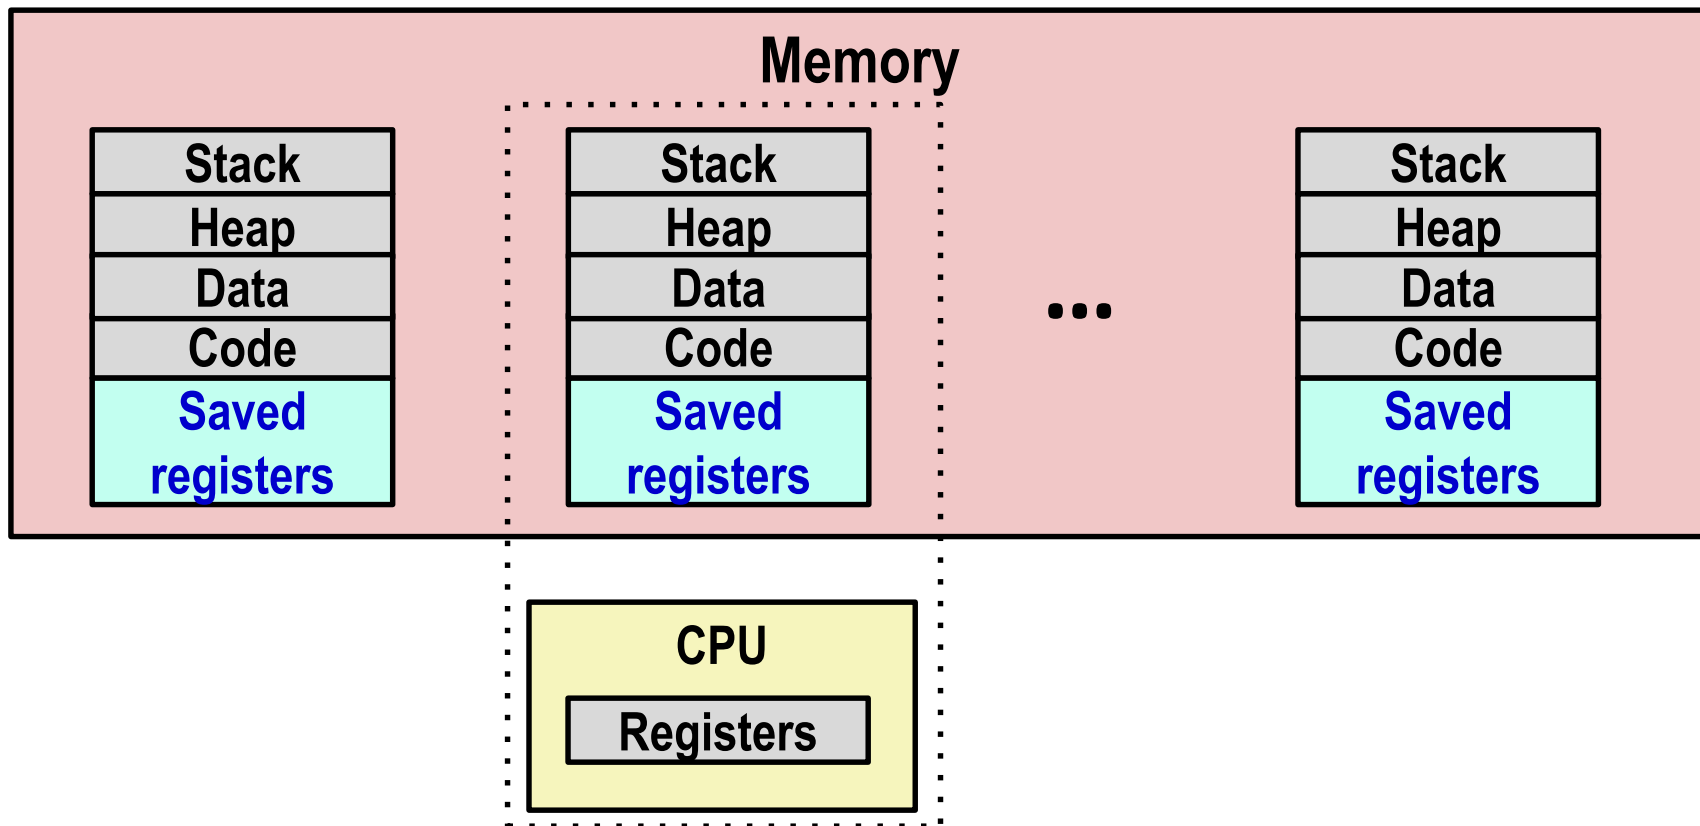 Memory
Stack
Heap
Data
Code
Saved
registers
Stack
Heap
Data
Code
Saved
registers
...
Stack
Heap
Data
Code
Saved
registers
CPU
Registers